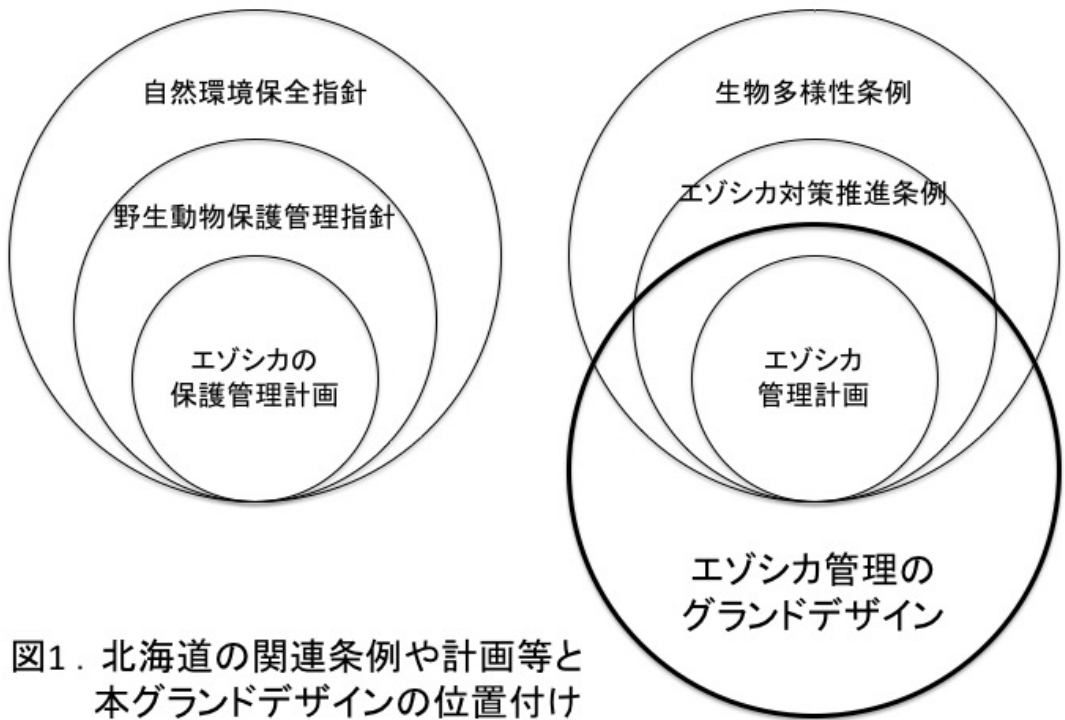 自然環境保全指針
野生動物保護管理指針
エゾシカの
保護管理計画
生物多様性条例
エゾシカ対策推進条例
エゾシカ
管理計画
エゾシカ管理の
グランドデザイン
図1．北海道の関連条例や計画等と
本グランドデザインの位置付け